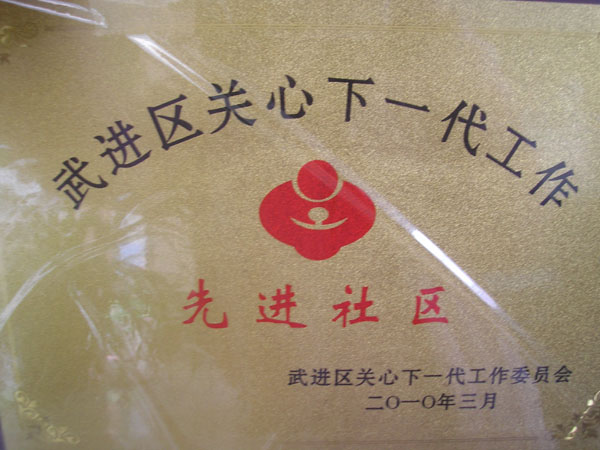 武进区关心下一代工作
先进社区
武进区关心下一代工作委员会
二〇一〇年三月